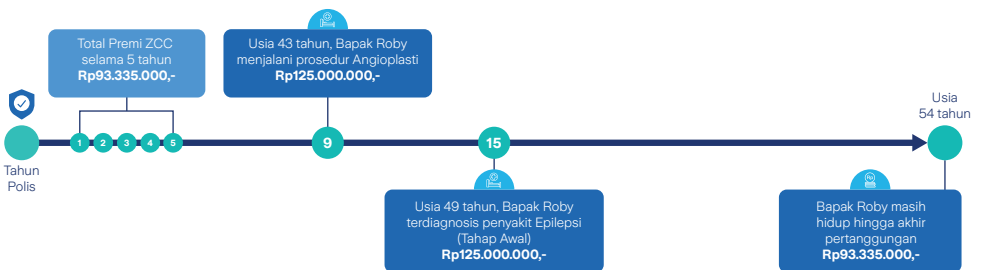 Total Premi ZCC
selama 5 tahun
Rp93.335.000,-
Usia 43 tahun, Bapak Roby
menjalani prosedur Angioplasti
Rp125.000.000,-
Usia
54 tahun
1
2
3
4
5
9
15
Tahun
Polis
Usia 49 tahun, Bapak Roby
terdiagnosis penyakit Epilepsi
(Tahap Awal)
Rp125.000.000,-
Bapak Roby masih
hidup hingga akhir
pertanggungan
Rp93.335.000,-